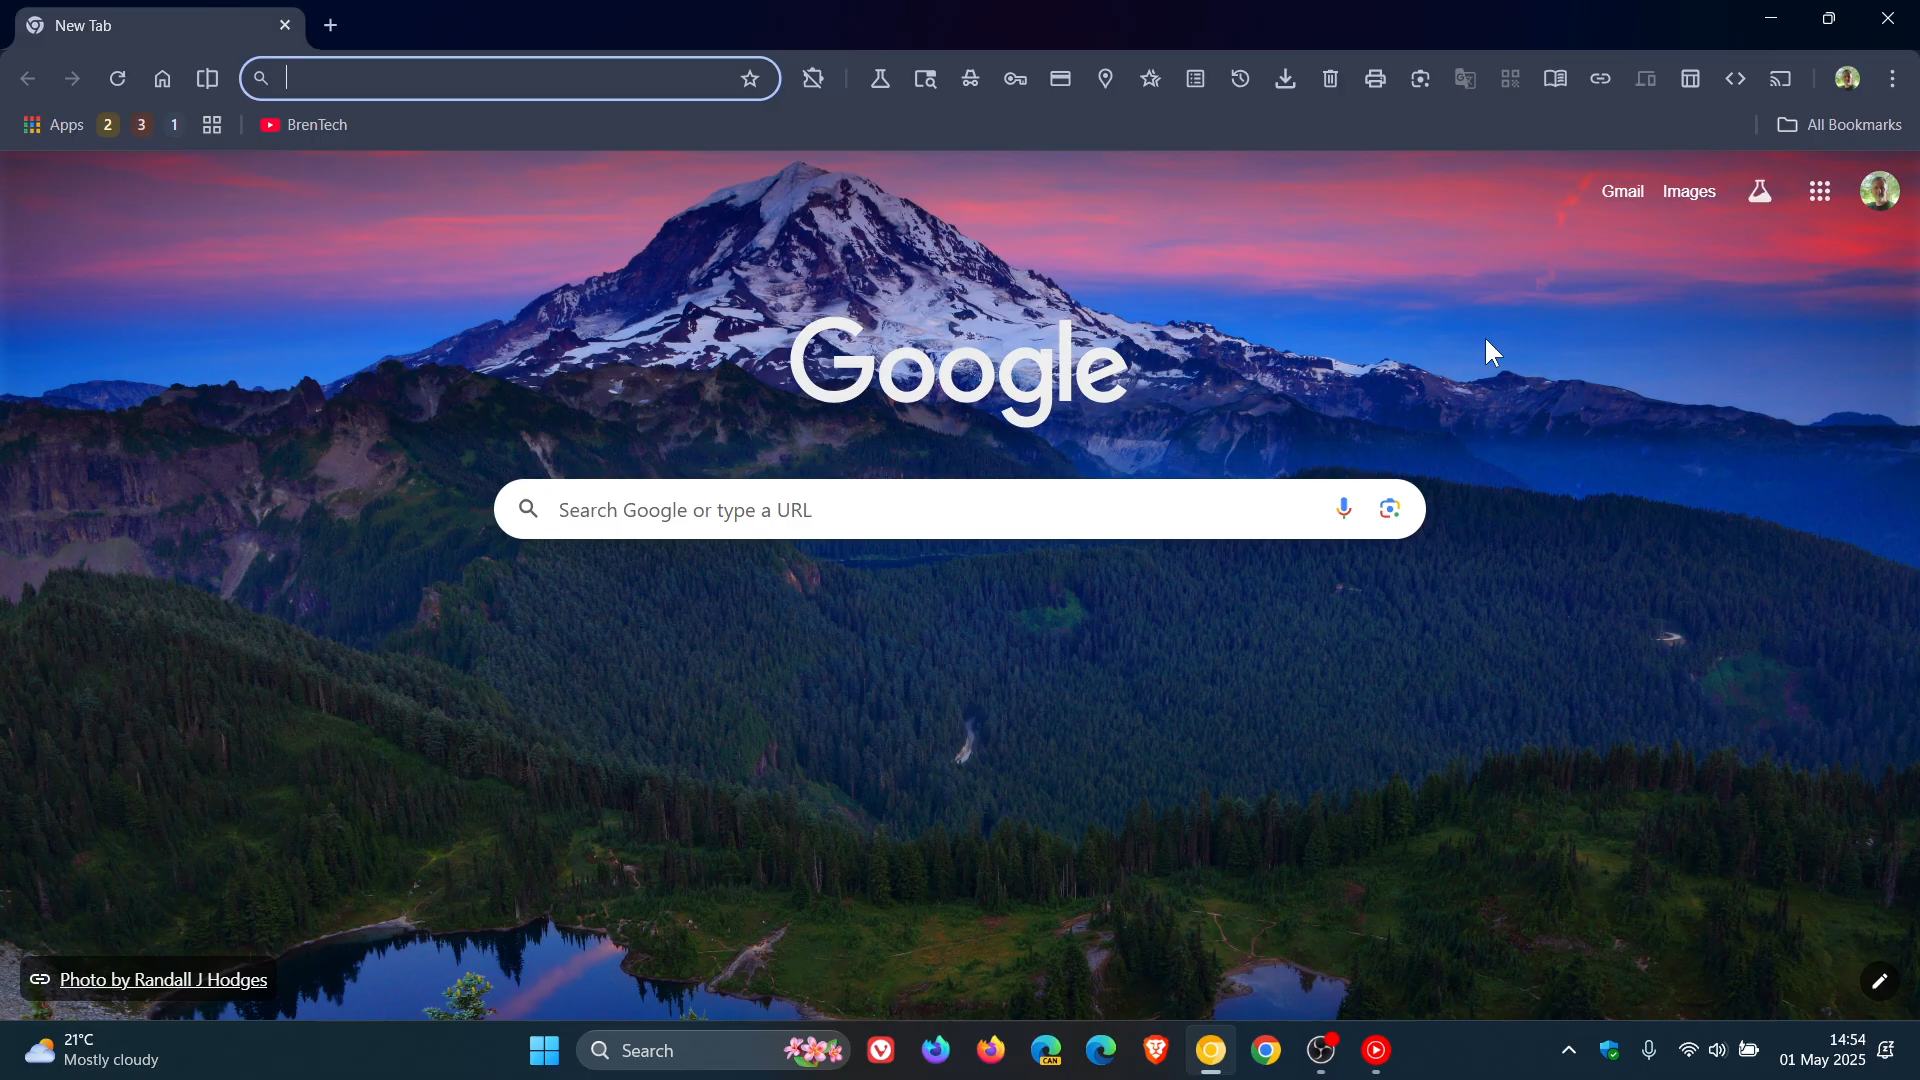 New Tab
Apps 2 3 1 BrenTech All Bookmarks
Gmail Images
Google
Search Google or type a URL
Photo by Randall J Hodges
21°C
Mostly cloudy
Search
CAN
14:54
01 May 2025